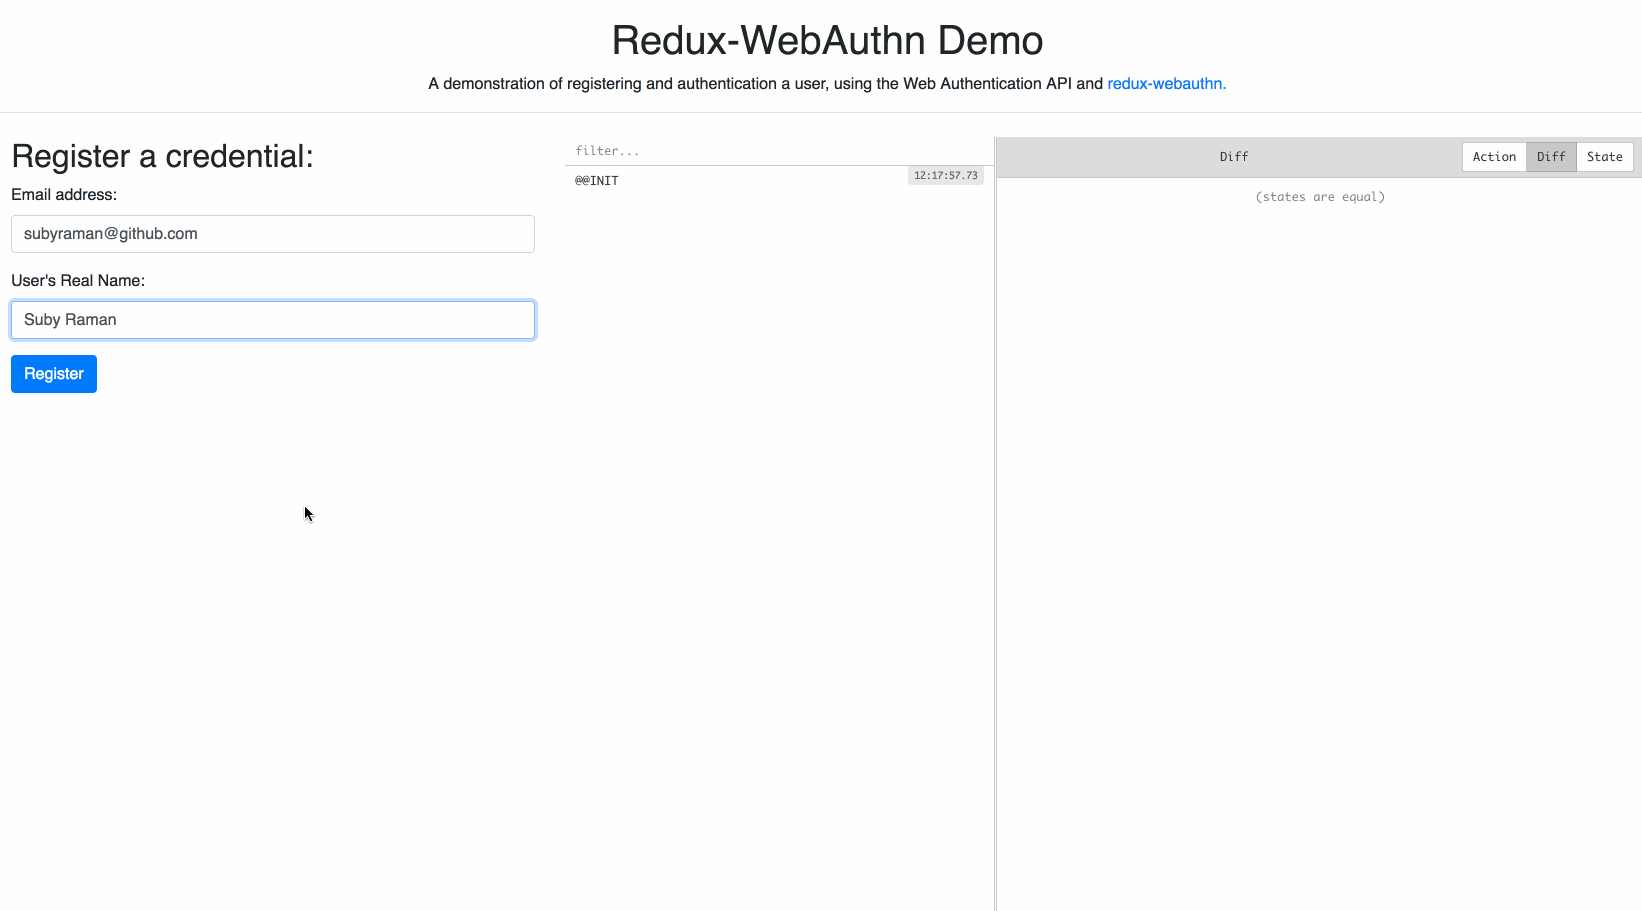 Redux-WebAuthn Demo
A demonstration of registering and authentication a user, using the Web Authentication API and redux-webauthn.
Register a credential:
Email address:
subyraman@github.com
User's Real Name:
Suby Raman
Register
filter...
@@INIT
12:17:57.73
Diff
Action
Diff
State
(states are equal)